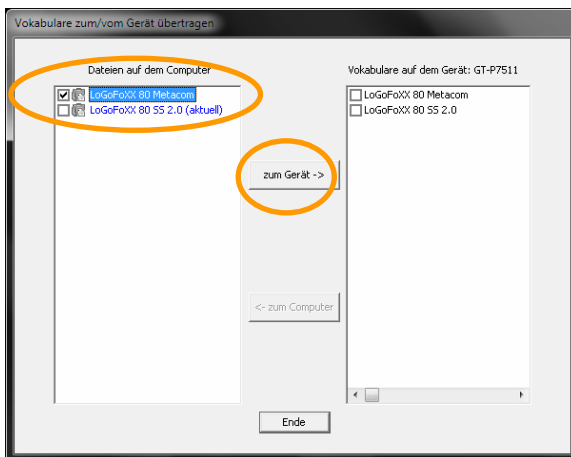 Vokabulare zum/vom Gerät übertragen
Dateien auf dem Computer
LoGoFoXX 80 Metacom
LoGoFoXX 80 SS 2.0 (aktuell)
zum Gerät ->
<- zum Computer
Vokabulare auf dem Gerät: GT-P7511
LoGoFoXX 80 Metacom
LoGoFoXX 80 SS 2.0
Ende